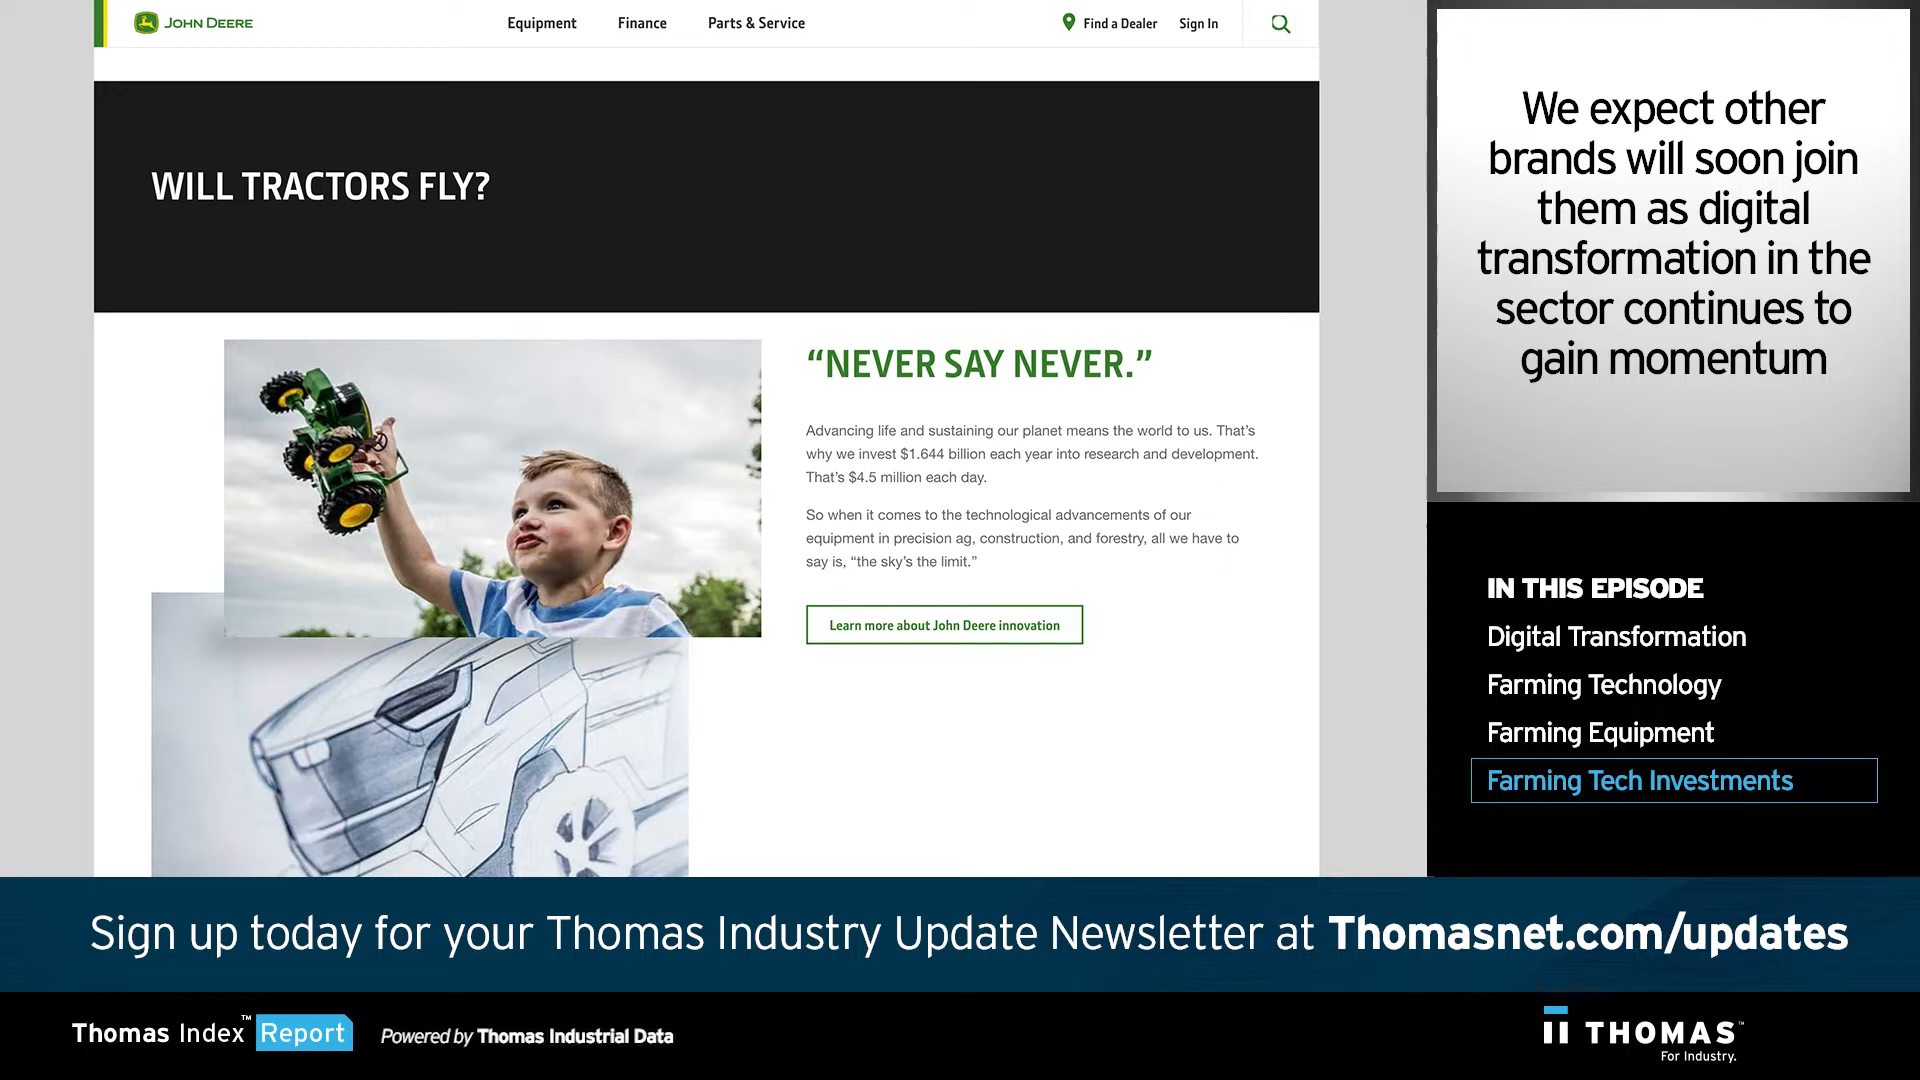 JOHN DEERE
Equipment
Finance
Parts & Service
Find a Dealer
Sign In
WILL TRACTORS FLY?
“NEVER SAY NEVER.”
Advancing life and sustaining our planet means the world to us. That’s
why we invest $1.644 billion each year into research and development.
That’s $4.5 million each day.
So when it comes to the technological advancements of our
equipment in precision ag, construction, and forestry, all we have to
say is, “the sky’s the limit.”
Learn more about John Deere innovation
We expect other
brands will soon join
them as digital
transformation in the
sector continues to
gain momentum
IN THIS EPISODE
Digital Transformation
Farming Technology
Farming Equipment
Farming Tech Investments
Sign up today for your Thomas Industry Update Newsletter at Thomasnet.com/updates
Thomas Index™ Report
Powered by Thomas Industrial Data
THOMAS™
For Industry.